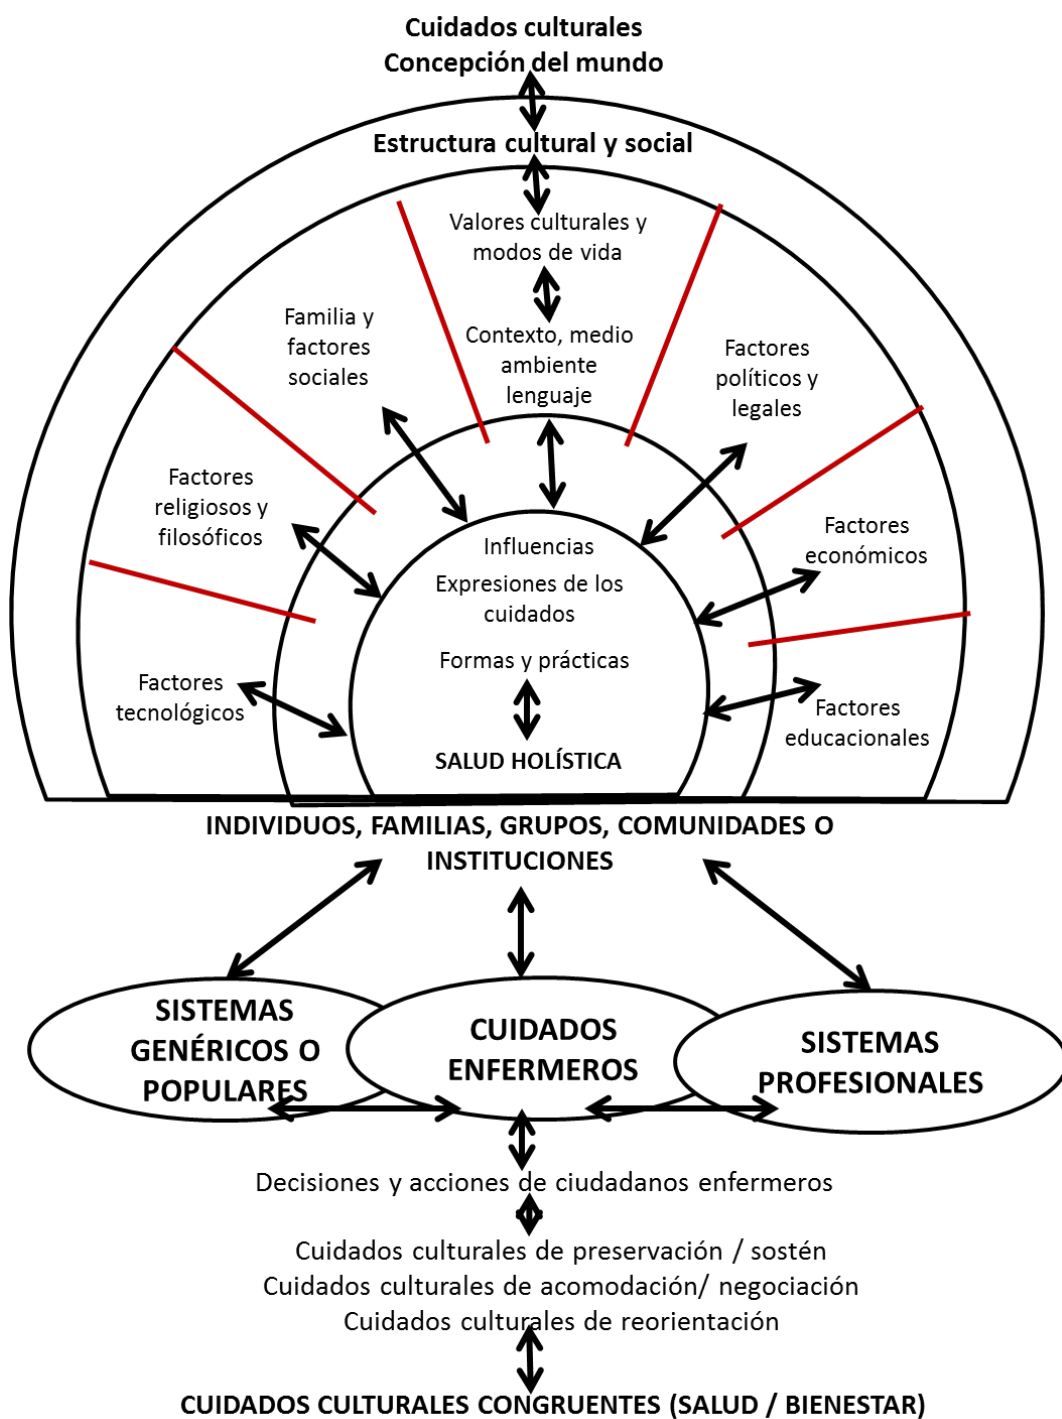 Cuidados culturales
Concepción del mundo
Estructura cultural y social
Valores culturales y
modos de vida
Familia y
factores
sociales
Contexto, medio
ambiente
lenguaje
Factores
políticos y
legales
Factores
religiosos y
filosóficos
Influencias
Factores
económicos
Expresiones de los
cuidados
Formas y prácticas
Factores
tecnológicos
Factores
educacionales
SALUD HOLÍSTICA
INDIVIDUOS, FAMILIAS, GRUPOS, COMUNIDADES O
INSTITUCIONES
SISTEMAS
GENÉRICOS O
POPULARES
CUIDADOS
ENFERMEROS
SISTEMAS
PROFESIONALES
Decisiones y acciones de ciudadanos enfermeros
Cuidados culturales de preservación / sostén
Cuidados culturales de acomodación/ negociación
Cuidados culturales de reorientación
CUIDADOS CULTURALES CONGRUENTES (SALUD / BIENESTAR)